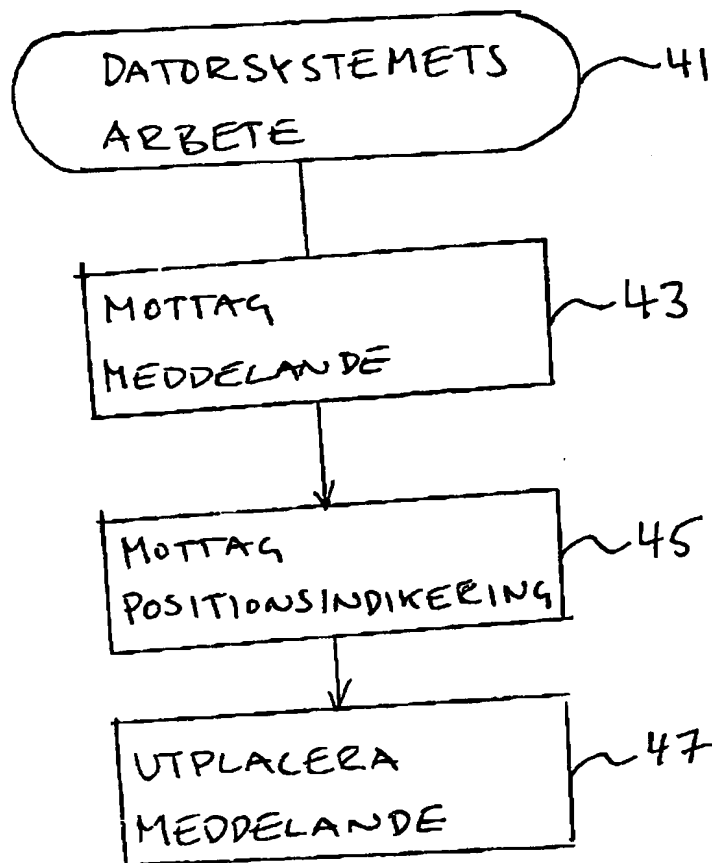 DATORSYSTEMETS
ARBETE
41
MOTTAG
MEDDELANDE
43
MOTTAG
POSITIONSINDIKERING
45
UTPLACERA
MEDDELANDE
47